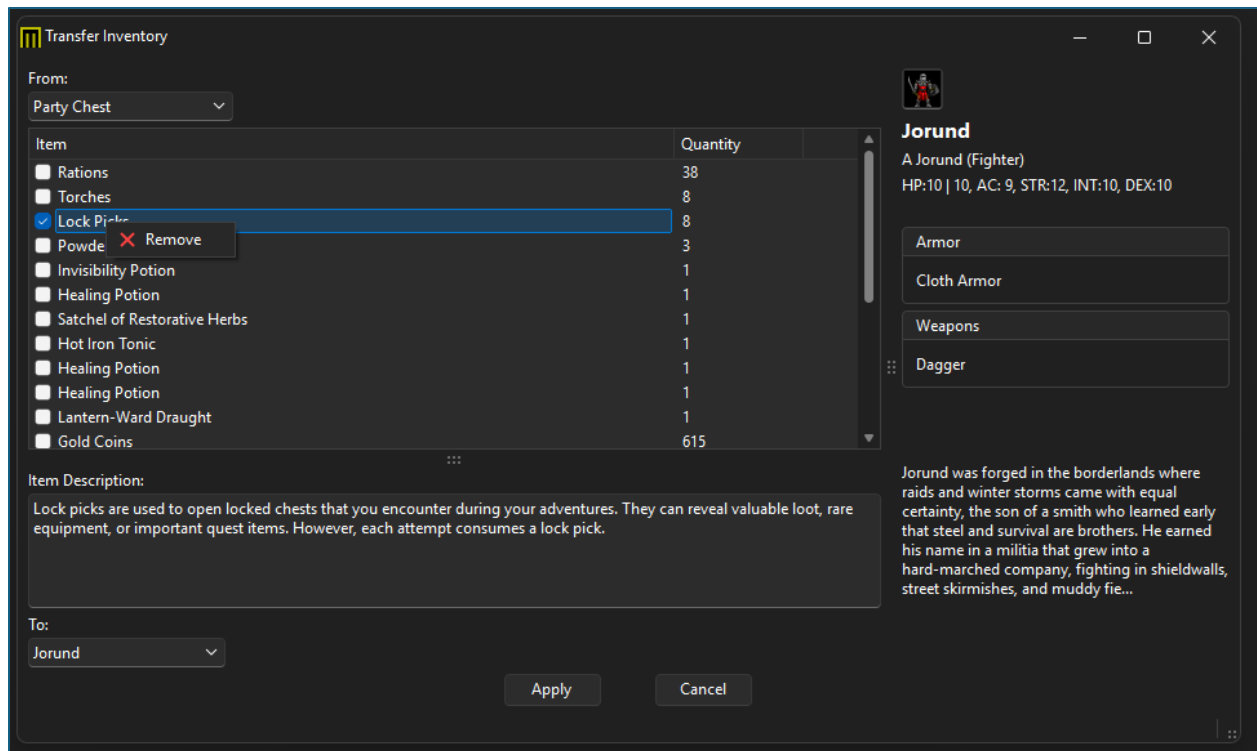 Transfer Inventory
From:
Party Chest
Item Quantity
Rations 38
Torches 8
Lock Picks 8
Remove
3
Invisibility Potion 1
Healing Potion 1
Satchel of Restorative Herbs 1
Hot Iron Tonic 1
Healing Potion 1
Healing Potion 1
Lantern-Ward Draught 1
Gold Coins 615
Item Description:
Lock picks are used to open locked chests that you encounter during your adventures. They can reveal valuable loot, rare
equipment, or important quest items. However, each attempt consumes a lock pick.
To:
Jorund
Apply Cancel
Jorund
A Jorund (Fighter)
HP:10 | 10, AC: 9, STR:12, INT:10, DEX:10
Armor
Cloth Armor
Weapons
Dagger
Jorund was forged in the borderlands where
raids and winter storms came with equal
certainty, the son of a smith who learned early
that steel and survival are brothers. He earned
his name in a militia that grew into a
hard-marched company, fighting in shieldwalls,
street skirmishes, and muddy fie...